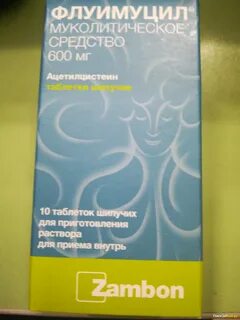 ФЛУИМУЦИЛ®
МУКОЛИТИЧЕСКОЕ
СРЕДСТВО
600 мг
Ацетилцистеин
таблетки шипучие
10 таблеток шипучих
для приготовления
раствора
для приема внутрь
Zambon